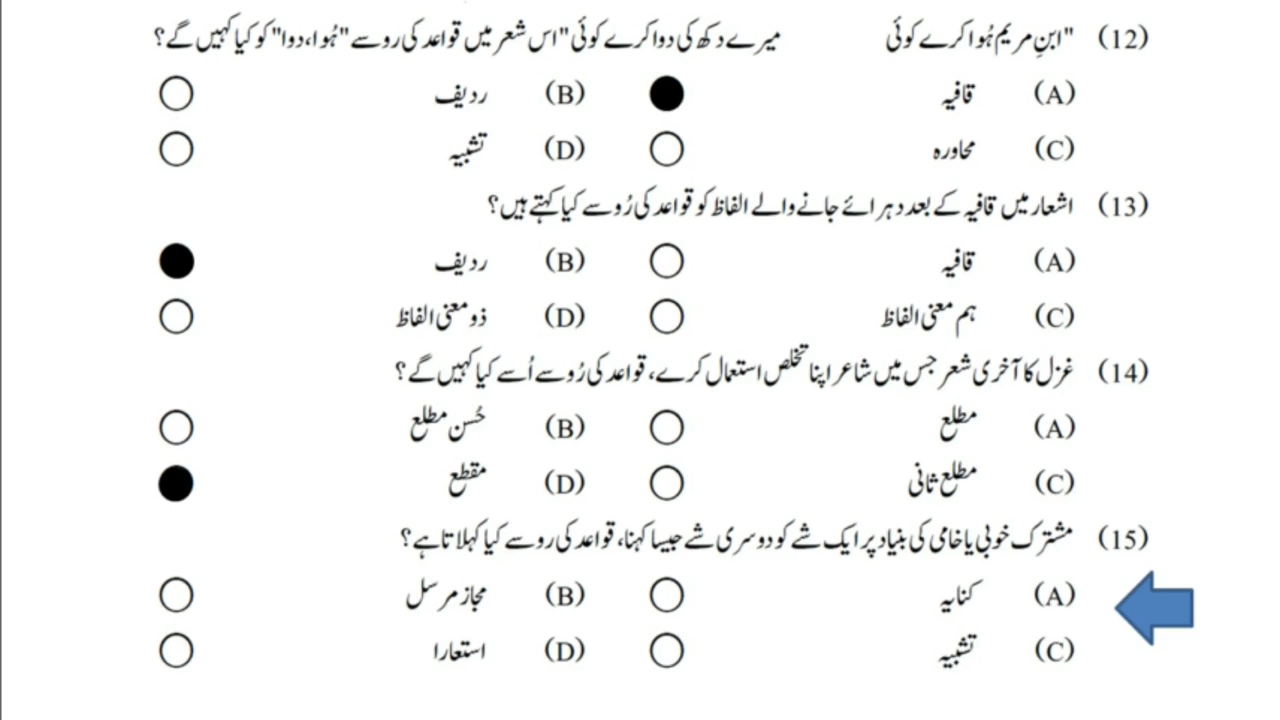 (12) "ابنِ مریم ہُوا کرے کوئی میرے دکھ کی دوا کرے کوئی" اس شعر میں قواعد کی رو سے "ہُوا، دوا" کو کیا کہیں گے؟
(A) قافیہ (B) ردیف
(C) محاورہ (D) تشبیہ
(13) اشعار میں قافیہ کے بعد دہرائے جانے والے الفاظ کو قواعد کی رُو سے کیا کہتے ہیں؟
(A) قافیہ (B) ردیف
(C) ہم معنی الفاظ (D) ذو معنی الفاظ
(14) غزل کا آخری شعر جس میں شاعر اپنا تخلص استعمال کرے، قواعد کی رُو سے اُسے کیا کہیں گے؟
(A) مطلع (B) حُسن مطلع
(C) مطلع ثانی (D) مقطع
(15) مشترک خوبی یا خامی کی بنیاد پر ایک شے کو دوسری شے جیسا کہنا، قواعد کی رو سے کیا کہلاتا ہے؟
(A) کنایہ (B) مجاز مرسل
(C) تشبیہ (D) استعارا